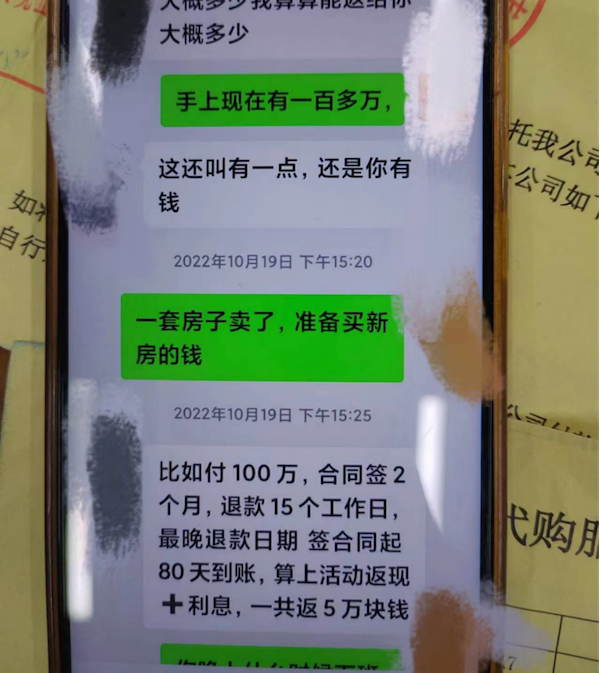 大概多少我算算能返给你
大概多少
手上现在有一百多万，
这还叫有一点，还是你有
钱
2022年10月19日 下午15:20
一套房子卖了，准备买新
房的钱
2022年10月19日 下午15:25
比如付 100 万，合同签 2
个月，退款 15 个工作日，
最晚退款日期 签合同起
80 天到账，算上活动返现
➕利息，一共返 5 万块钱
托我公司
公司如下
如
自行
代购服